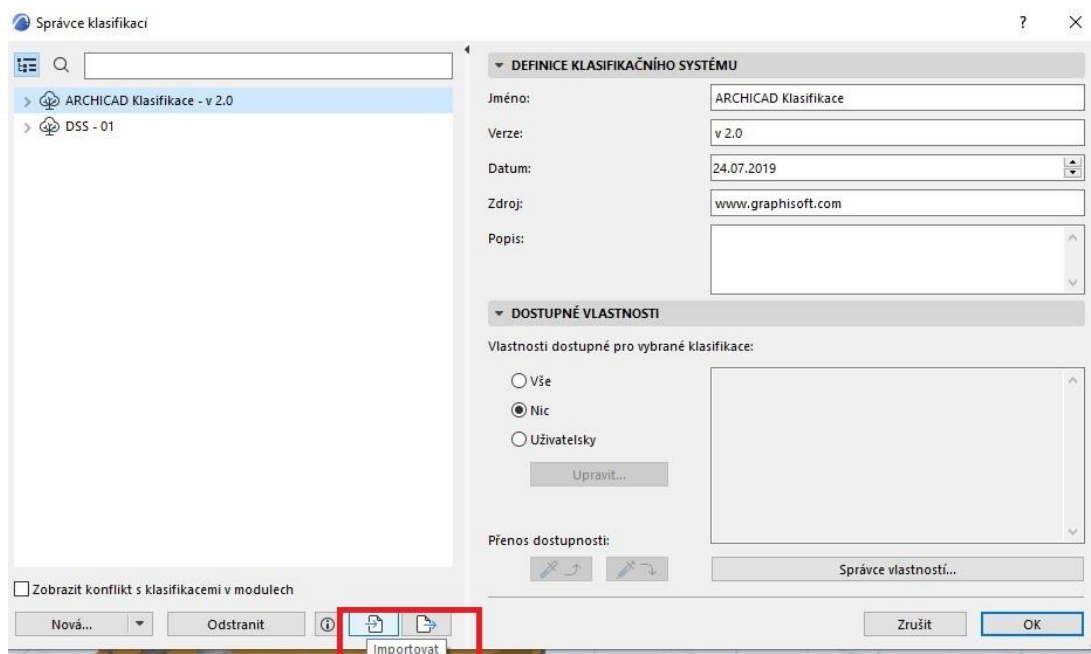 Správce klasifikací
?
ARCHICAD Klasifikace - v 2.0
DSS - 01
DEFINICE KLASIFIKAČNÍHO SYSTÉMU
Jméno:
ARCHICAD Klasifikace
Verze:
v 2.0
Datum:
24.07.2019
Zdroj:
www.graphisoft.com
Popis:
DOSTUPNÉ VLASTNOSTI
Vlastnosti dostupné pro vybrané klasifikace:
Vše
Nic
Uživatelsky
Upravit...
Přenos dostupnosti:
Správce vlastností...
Zobrazit konflikt s klasifikacemi v modulech
Nová...
Odstranit
Zrušit
OK
Importovat